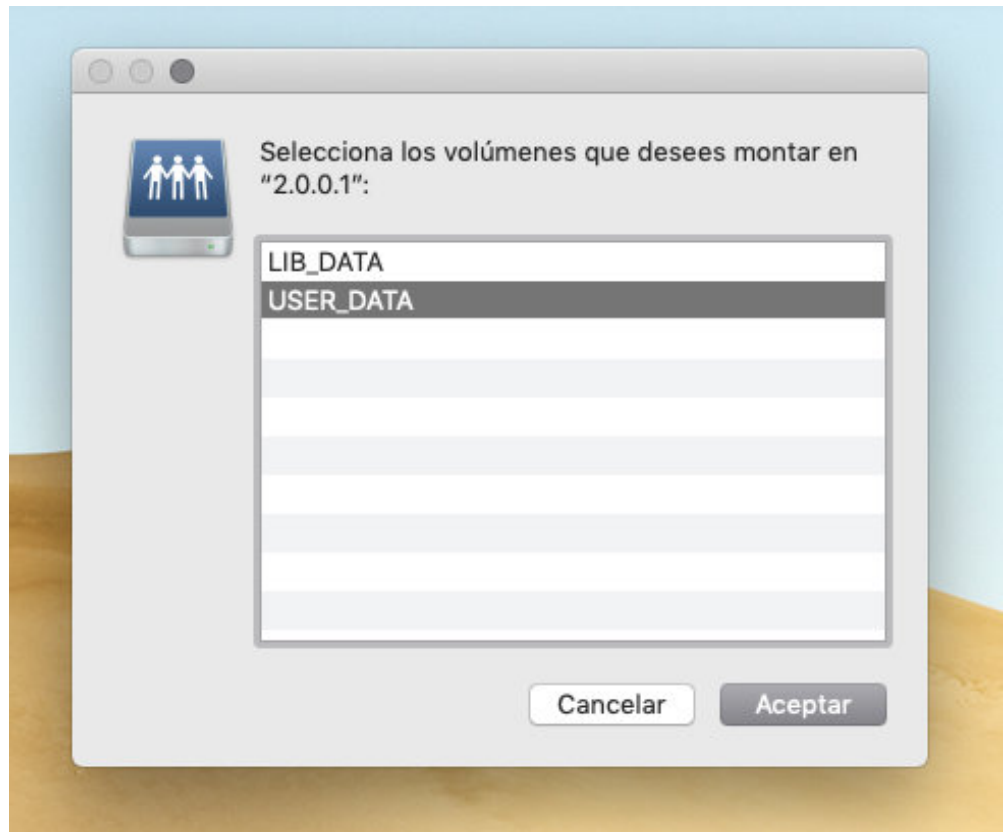 Selecciona los volúmenes que desees montar en
“2.0.0.1”:
LIB_DATA
USER_DATA
Cancelar
Aceptar